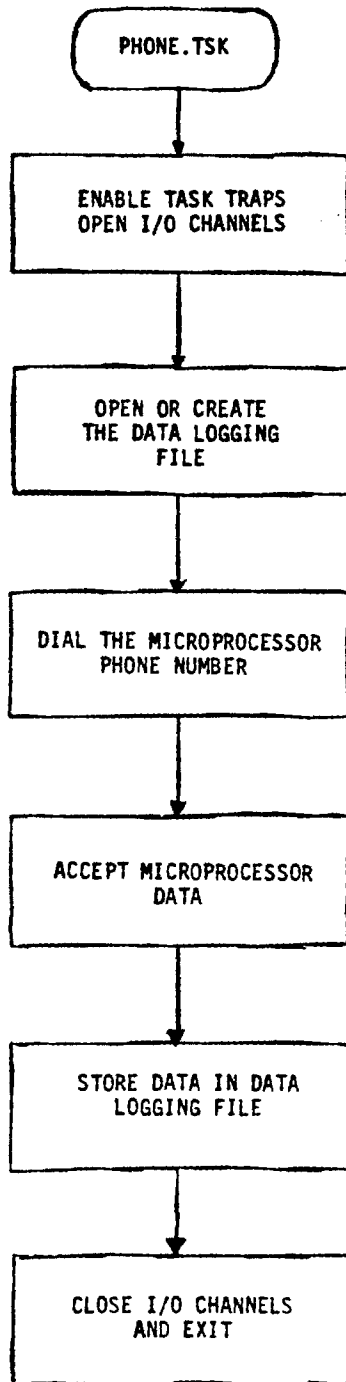 PHONE.TSK
ENABLE TASK TRAPS
OPEN I/O CHANNELS
OPEN OR CREATE
THE DATA LOGGING
FILE
DIAL THE MICROPROCESSOR
PHONE NUMBER
ACCEPT MICROPROCESSOR
DATA
STORE DATA IN DATA
LOGGING FILE
CLOSE I/O CHANNELS
AND EXIT